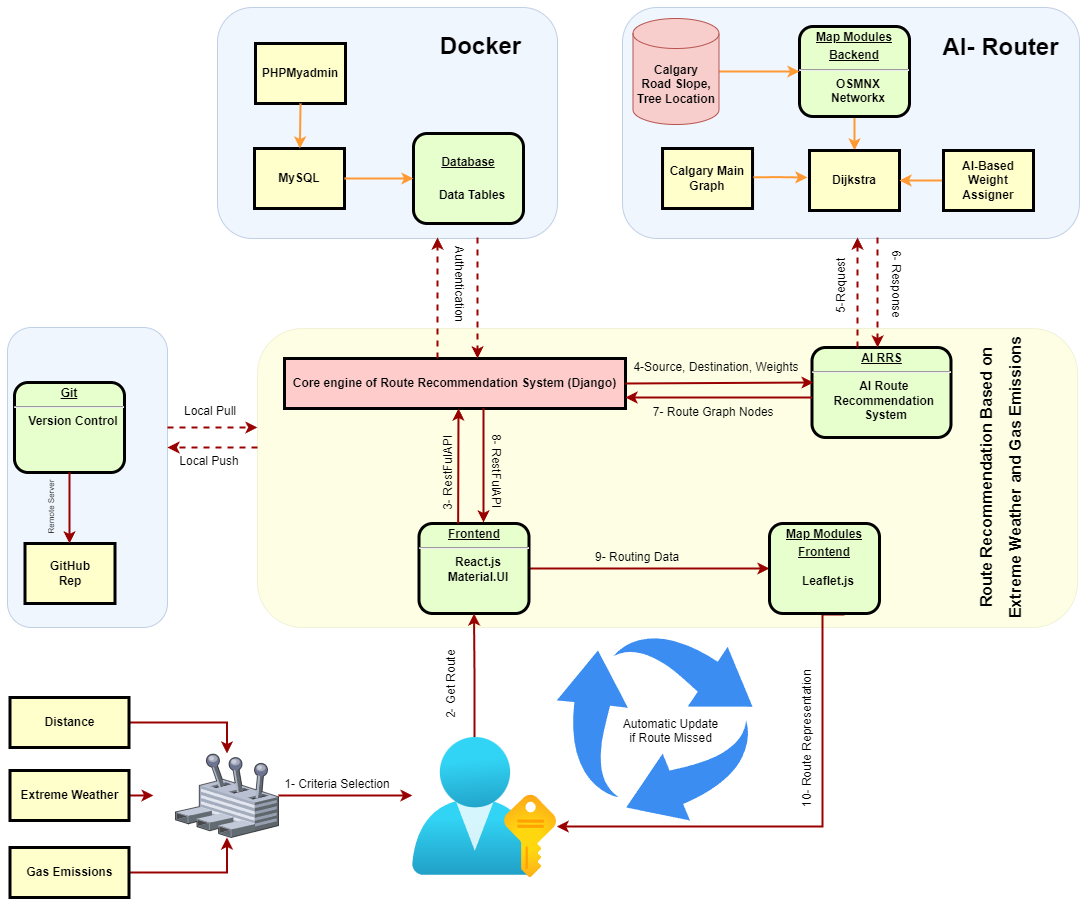 Docker
PHPMyadmin
MySQL
Database
Data Tables
AI- Router
Calgary
Road Slope,
Tree Location
Map Modules
Backend
OSMNX
Networkx
Calgary Main
Graph
Dijkstra
AI-Based
Weight
Assigner
Authentication
5-Request
6- Response
Git
Version Control
Remote Server
GitHub
Rep
Local Pull
Local Push
Core engine of Route Recommendation System (Django)
4-Source, Destination, Weights
7- Route Graph Nodes
AI RRS
AI Route
Recommendation
System
Route Recommendation Based on
Extreme Weather and Gas Emissions
3- RestFulAPI
8- RestFulAPI
Frontend
React.js
Material.UI
9- Routing Data
Map Modules
Frontend
Leaflet.js
2- Get Route
Automatic Update
if Route Missed
10- Route Representation
Distance
Extreme Weather
Gas Emissions
1- Criteria Selection